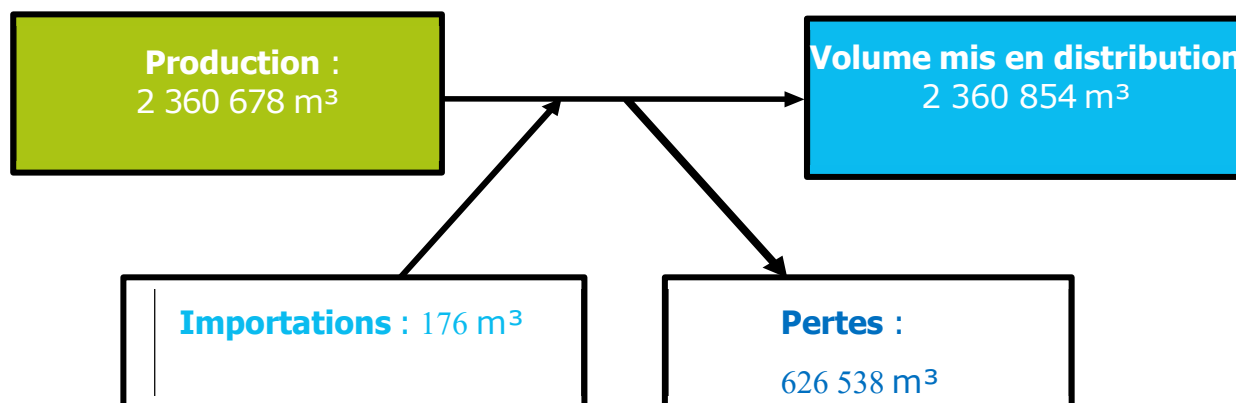 Production :
2 360 678 m³
Volume mis en distribution
2 360 854 m³
Importations : 176 m³
Pertes :
626 538 m³